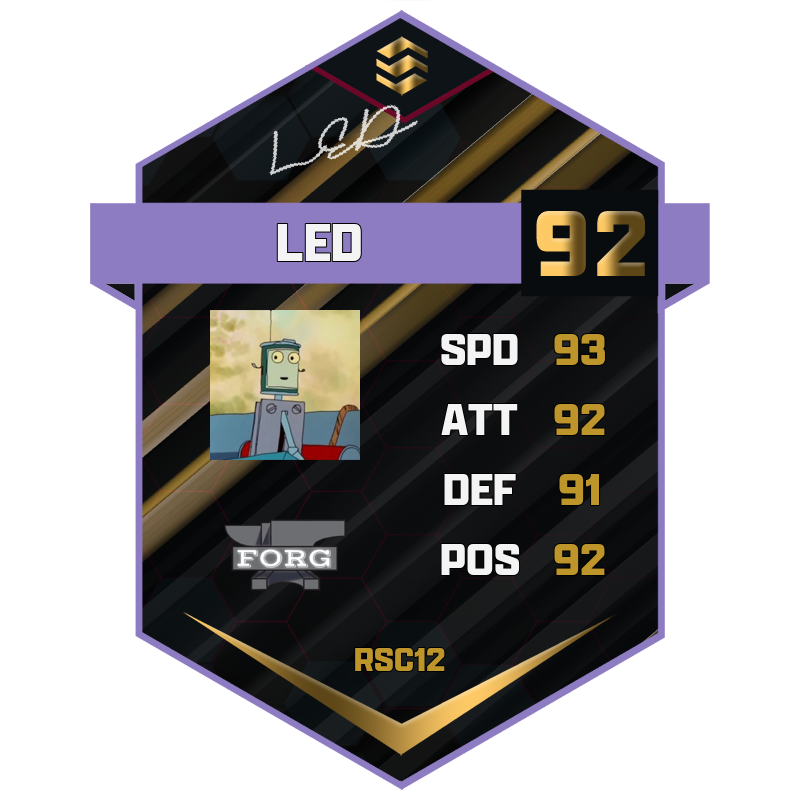 LED
LED
92
SPD 93
ATT 92
DEF 91
POS 92
FORG
RSC12